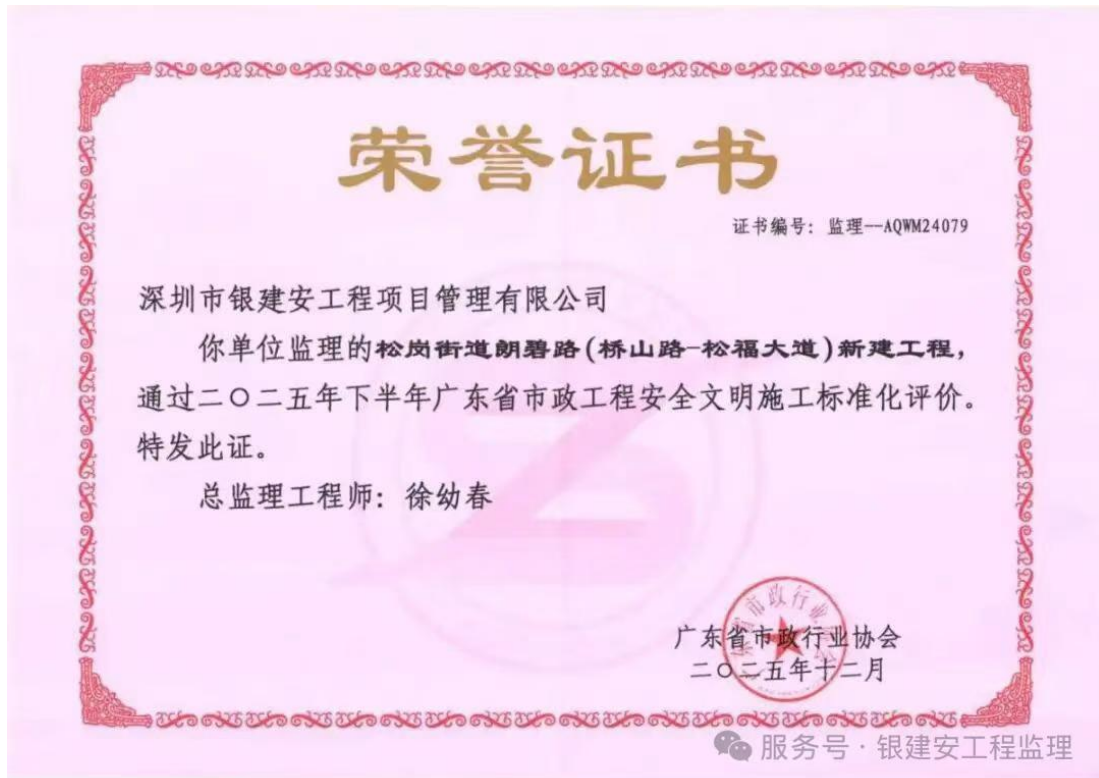 荣誉证书
证书编号：监理--AQWM24079
深圳市银建安工程项目管理有限公司
你单位监理的松岗街道朗碧路(桥山路-松福大道)新建工程，
通过二〇二五年下半年广东省市政工程安全文明施工标准化评价。
特发此证。
总监理工程师：徐幼春
广东省市政行业协会
二〇二五年十二月
服务号·银建安工程监理